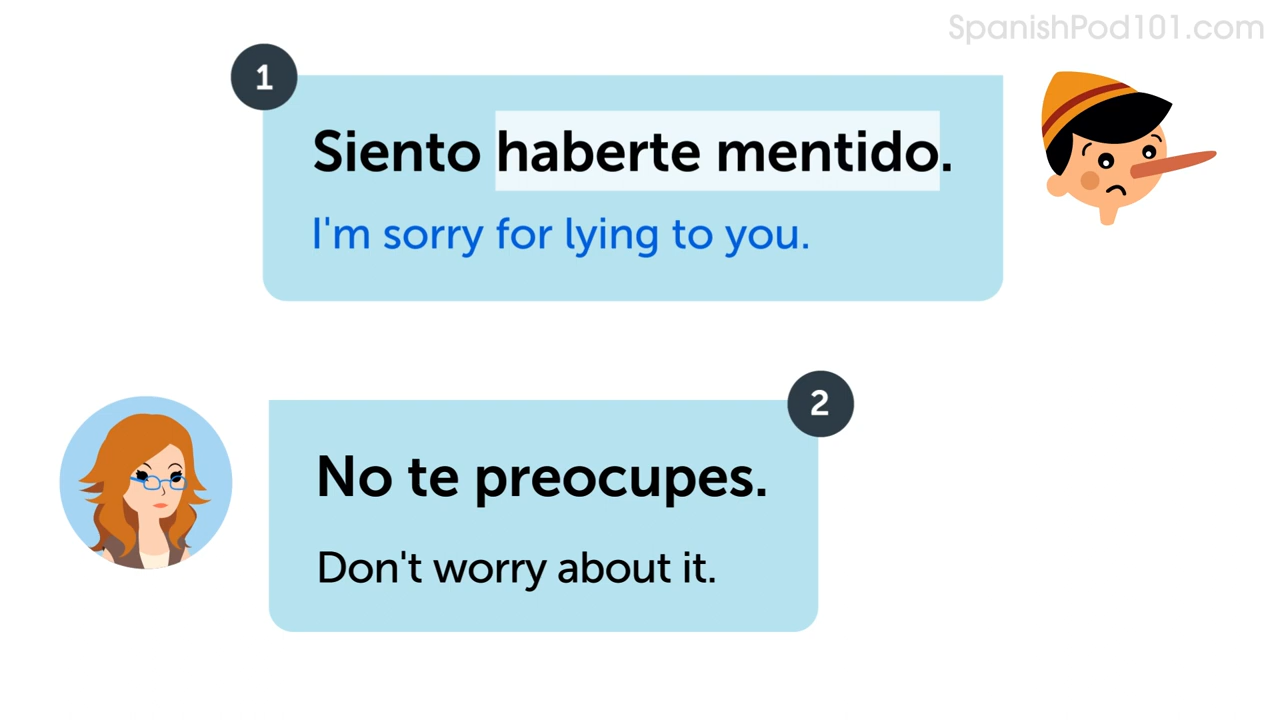 SpanishPod101.com
1
Siento haberte mentido.
I'm sorry for lying to you.
2
No te preocupes.
Don't worry about it.